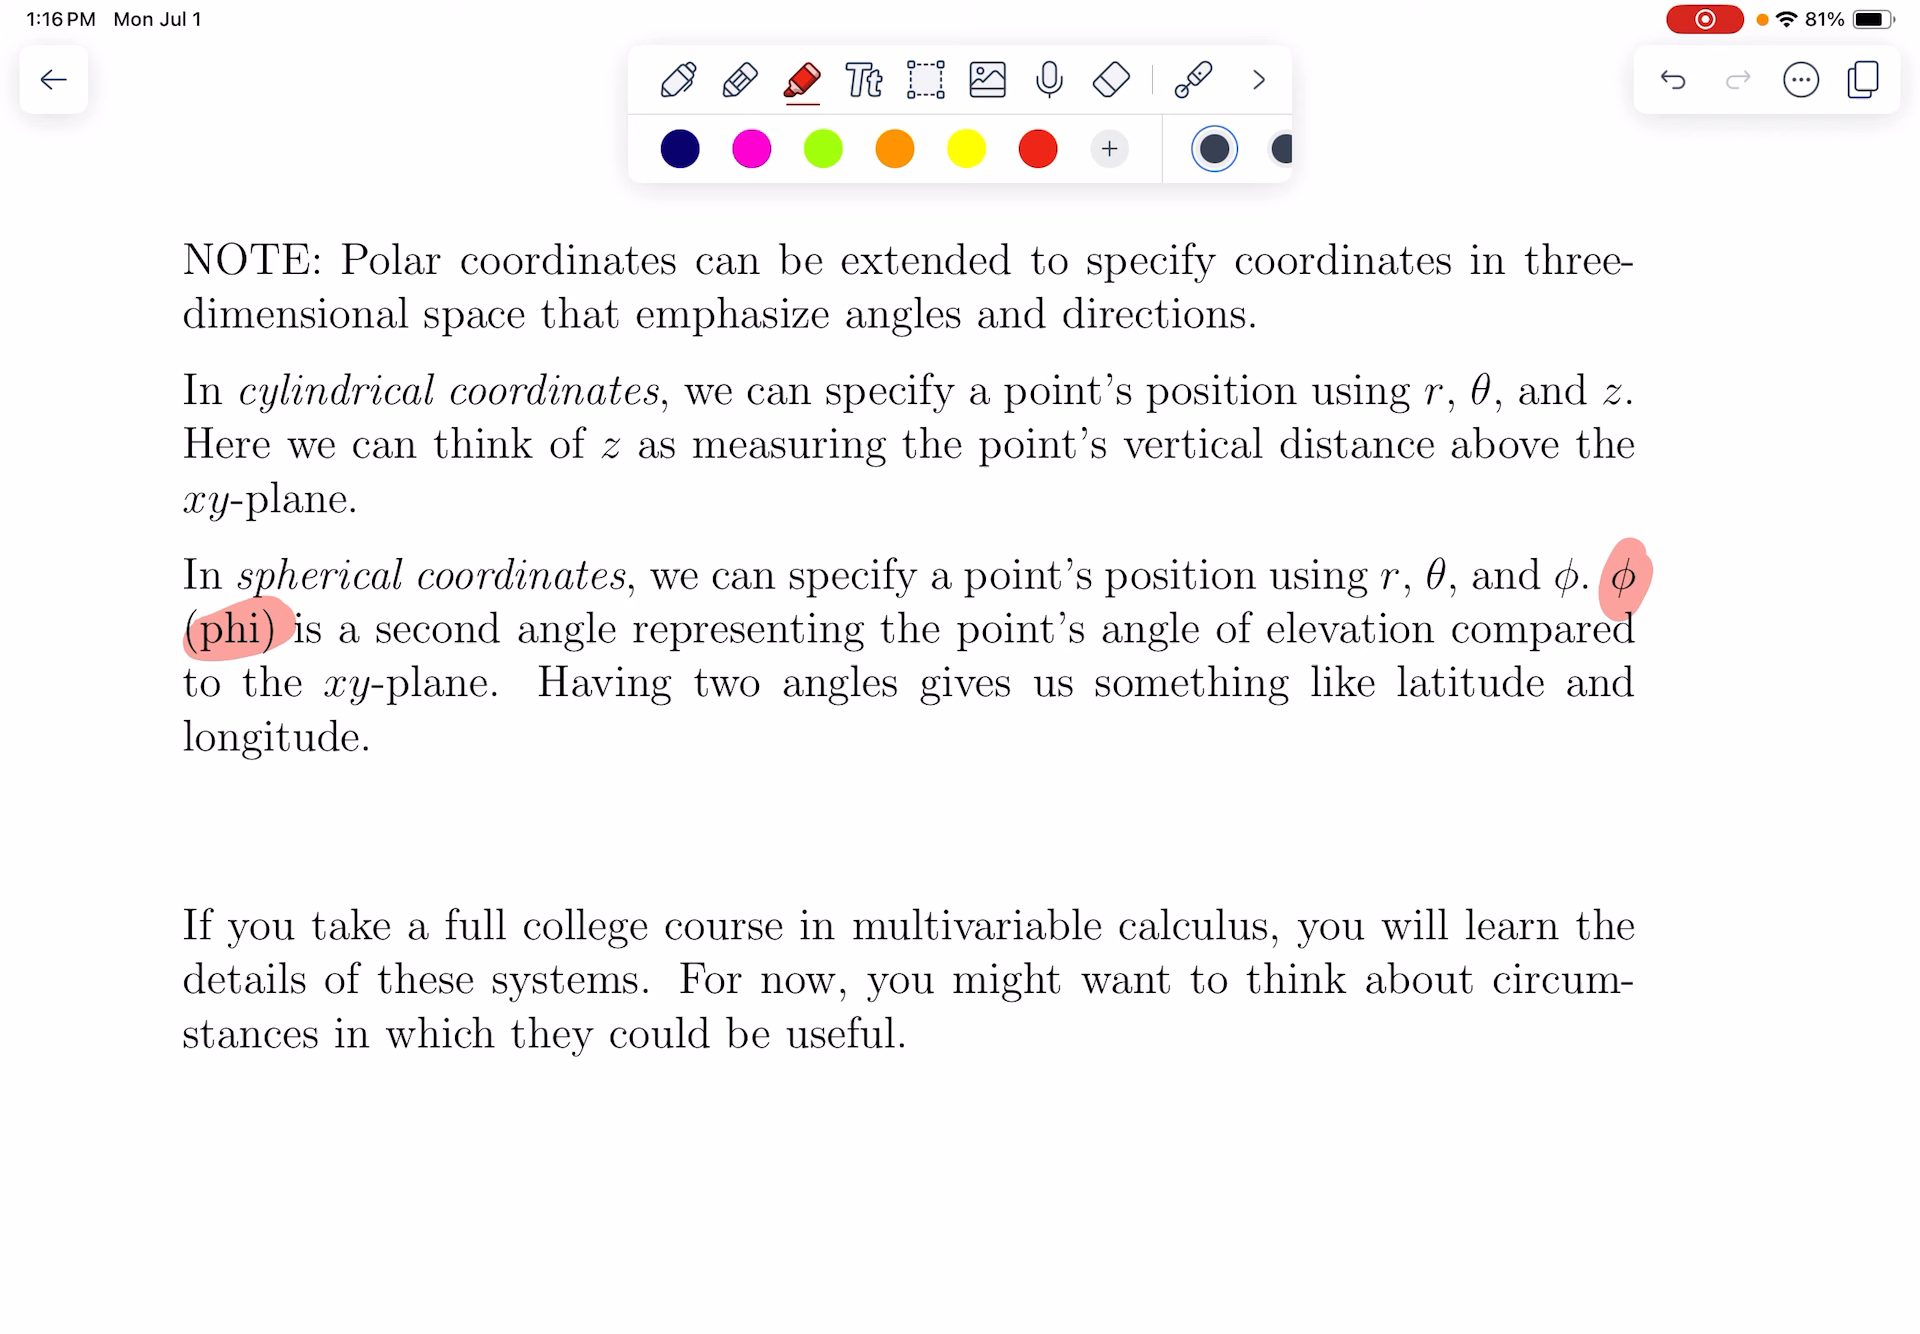 1:16 PM Mon Jul 1
81%
Tt
NOTE: Polar coordinates can be extended to specify coordinates in three-
dimensional space that emphasize angles and directions.
In cylindrical coordinates, we can specify a point's position using r, θ, and z.
Here we can think of z as measuring the point's vertical distance above the
xy-plane.
In spherical coordinates, we can specify a point's position using r, θ, and ϕ. ϕ
(phi) is a second angle representing the point's angle of elevation compared
to the xy-plane. Having two angles gives us something like latitude and
longitude.
If you take a full college course in multivariable calculus, you will learn the
details of these systems. For now, you might want to think about circum-
stances in which they could be useful.